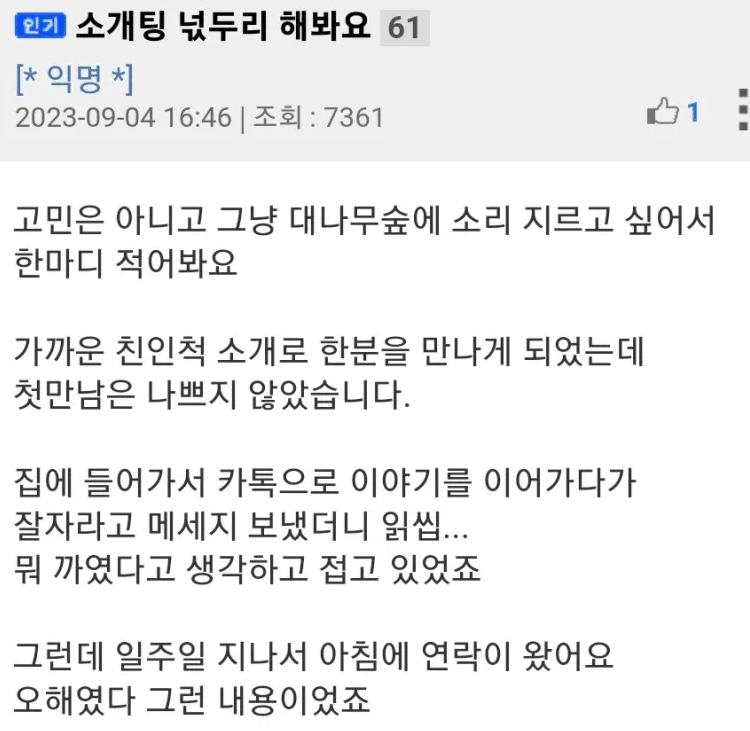 인기 소개팅 넋두리 해봐요 61
[* 익명 *]
2023-09-04 16:46 | 조회 : 7361
1
고민은 아니고 그냥 대나무숲에 소리 지르고 싶어서
한마디 적어봐요
가까운 친인척 소개로 한분을 만나게 되었는데
첫만남은 나쁘지 않았습니다.
집에 들어가서 카톡으로 이야기를 이어가다가
잘자라고 메세지 보냈더니 읽씹...
뭐 까였다고 생각하고 접고 있었죠
그런데 일주일 지나서 아침에 연락이 왔어요
오해였다 그런 내용이었죠